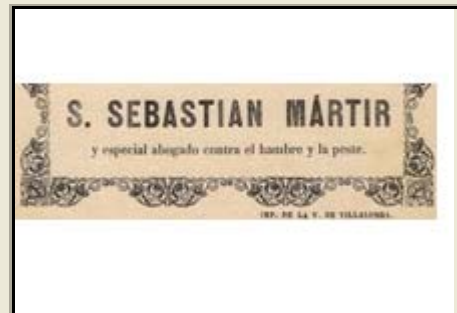 S. SEBASTIAN MÁRTIR
y especial abogado contra el hambre y la peste.
IMP. DE LA V. DE VILLALONGA.